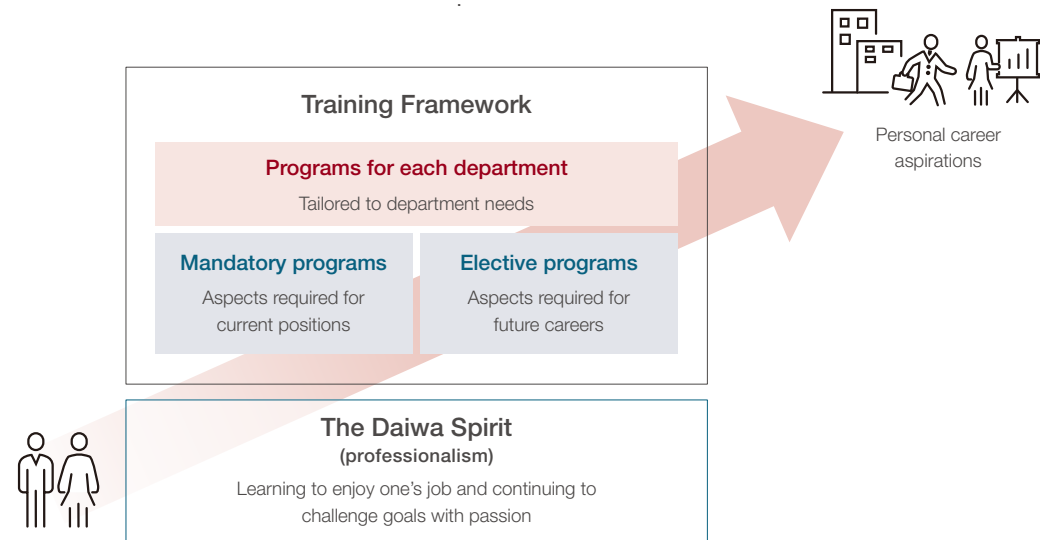 Training Framework
Programs for each department
Tailored to department needs
Mandatory programs
Aspects required for
current positions
Elective programs
Aspects required for
future careers
Personal career
aspirations
The Daiwa Spirit
(professionalism)
Learning to enjoy one’s job and continuing to
challenge goals with passion